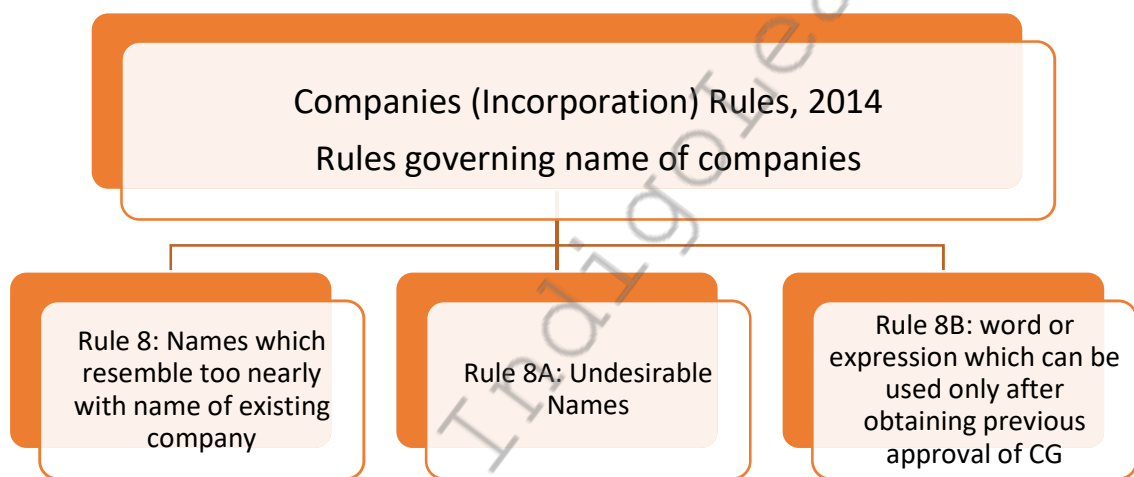 Companies (Incorporation) Rules, 2014
Rules governing name of companies
Rule 8: Names which
resemble too nearly
with name of existing
company
Rule 8A: Undesirable
Names
Rule 8B: word or
expression which can be
used only after
obtaining previous
approval of CG